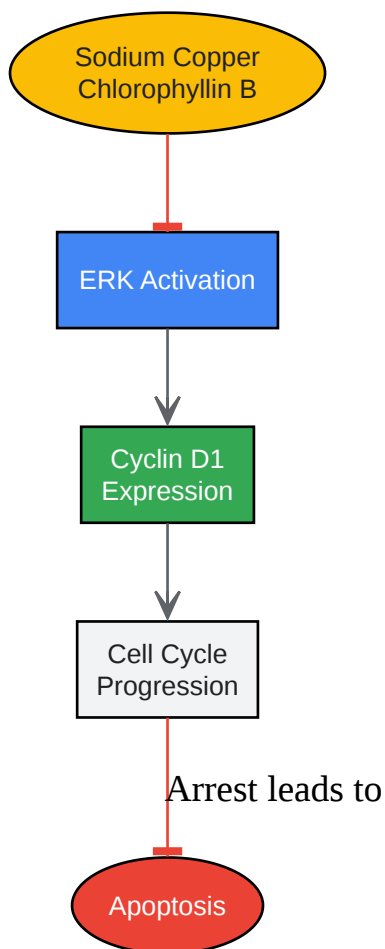 Sodium Copper
Chlorophyllin B
ERK Activation
Cyclin D1
Expression
Cell Cycle
Progression
Arrest leads to
Apoptosis